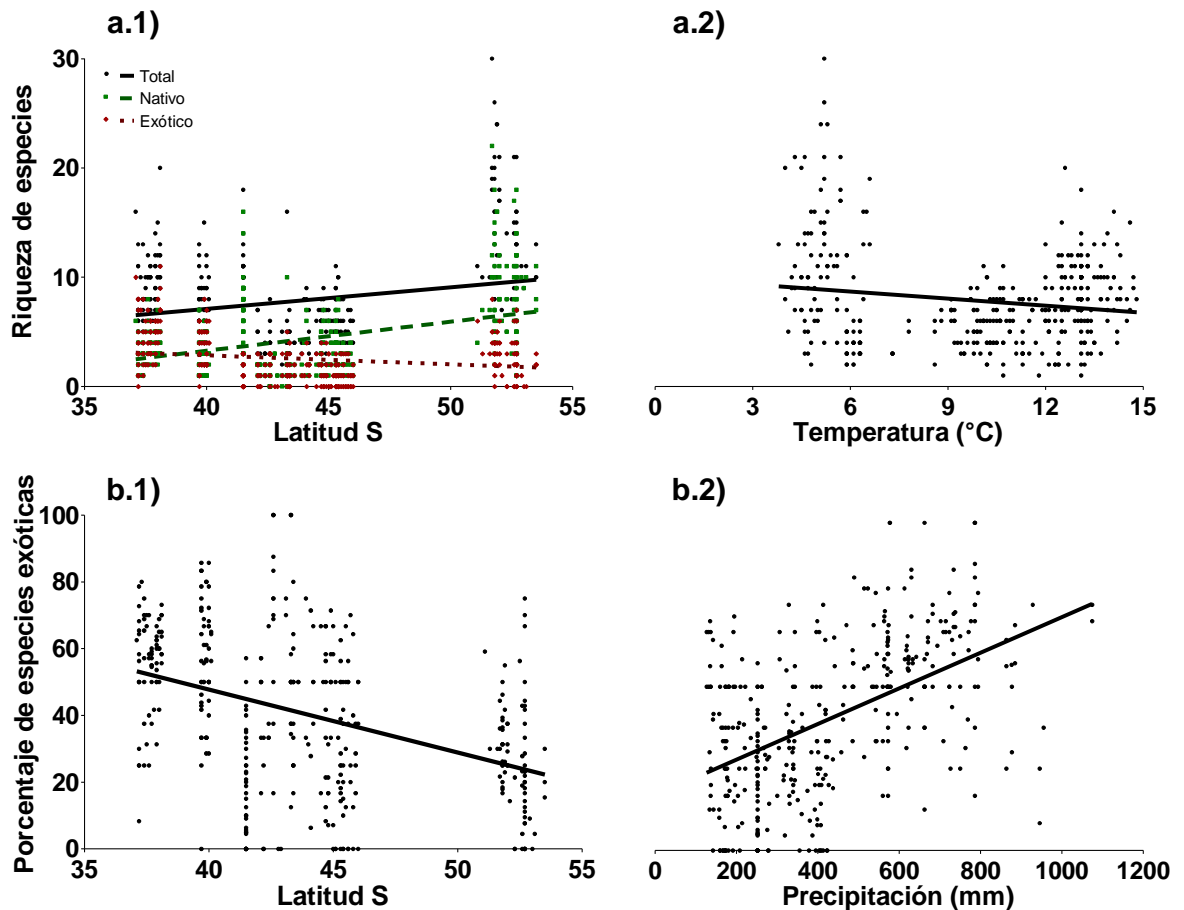 a.1)
a.2)
Riqueza de especies
30
20
10
0
Total
Nativo
Exótico
35
40
45
50
55
Latitud S
0
3
6
9
12
15
Temperatura (°C)
b.1)
b.2)
Porcentaje de especies exóticas
100
80
60
40
20
0
35
40
45
50
55
Latitud S
0
200
400
600
800
1000
1200
Precipitación (mm)